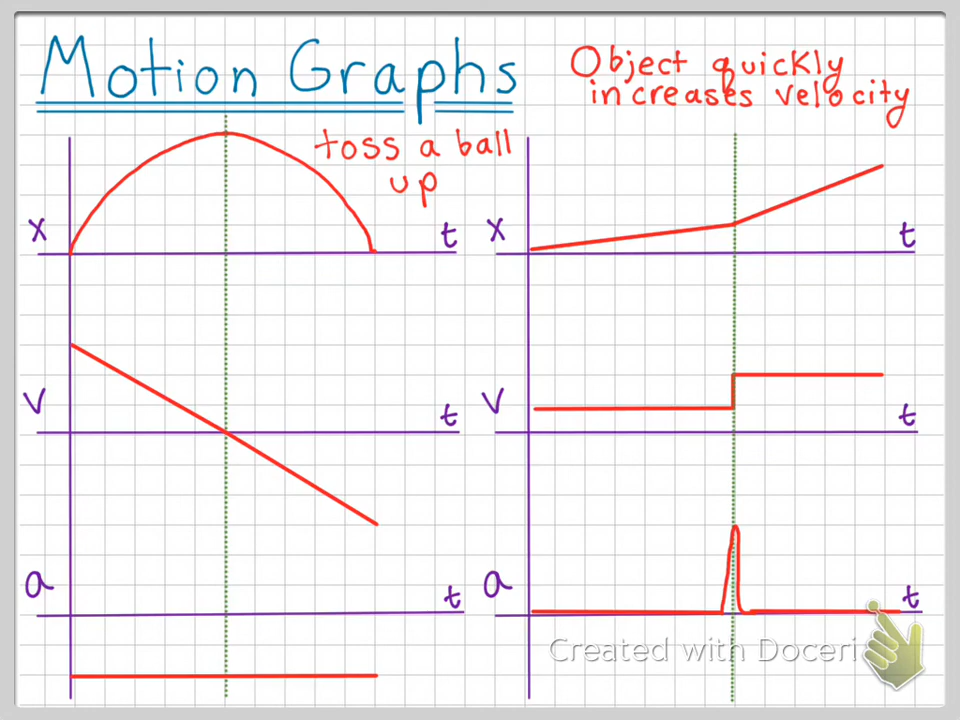 Motion Graphs
Object quickly
increases velocity
toss a ball
up
x
t
x
t
v
t
v
t
a
t
a
t
Created with Doceri